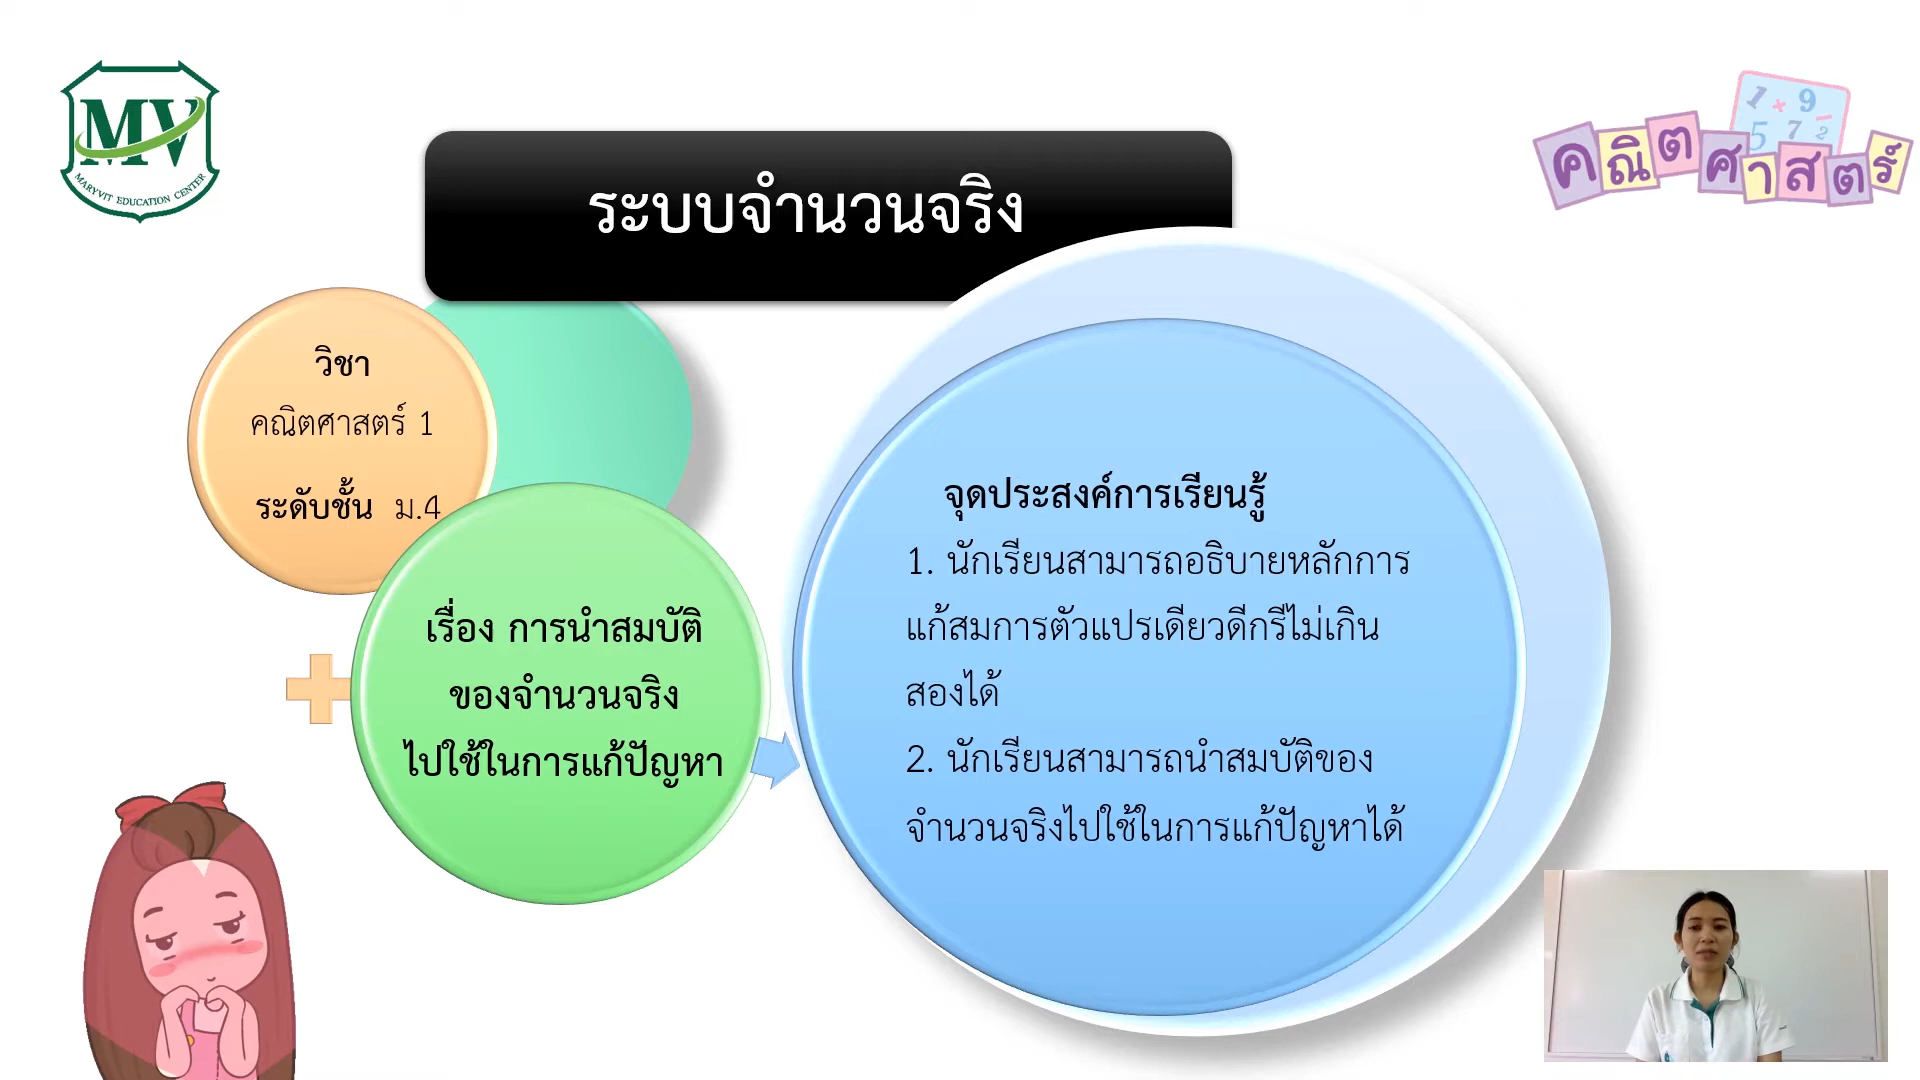 MV
MARYVIT EDUCATION CENTER
ระบบจำนวนจริง
1 + 9
5 7 2
คณิตศาสตร์
วิชา
คณิตศาสตร์ 1
ระดับชั้น ม.4
เรื่อง การนำสมบัติ
ของจำนวนจริง
ไปใช้ในการแก้ปัญหา
จุดประสงค์การเรียนรู้
1. นักเรียนสามารถอธิบายหลักการ
แก้สมการตัวแปรเดียวดีกรีไม่เกิน
สองได้
2. นักเรียนสามารถนำสมบัติของ
จำนวนจริงไปใช้ในการแก้ปัญหาได้